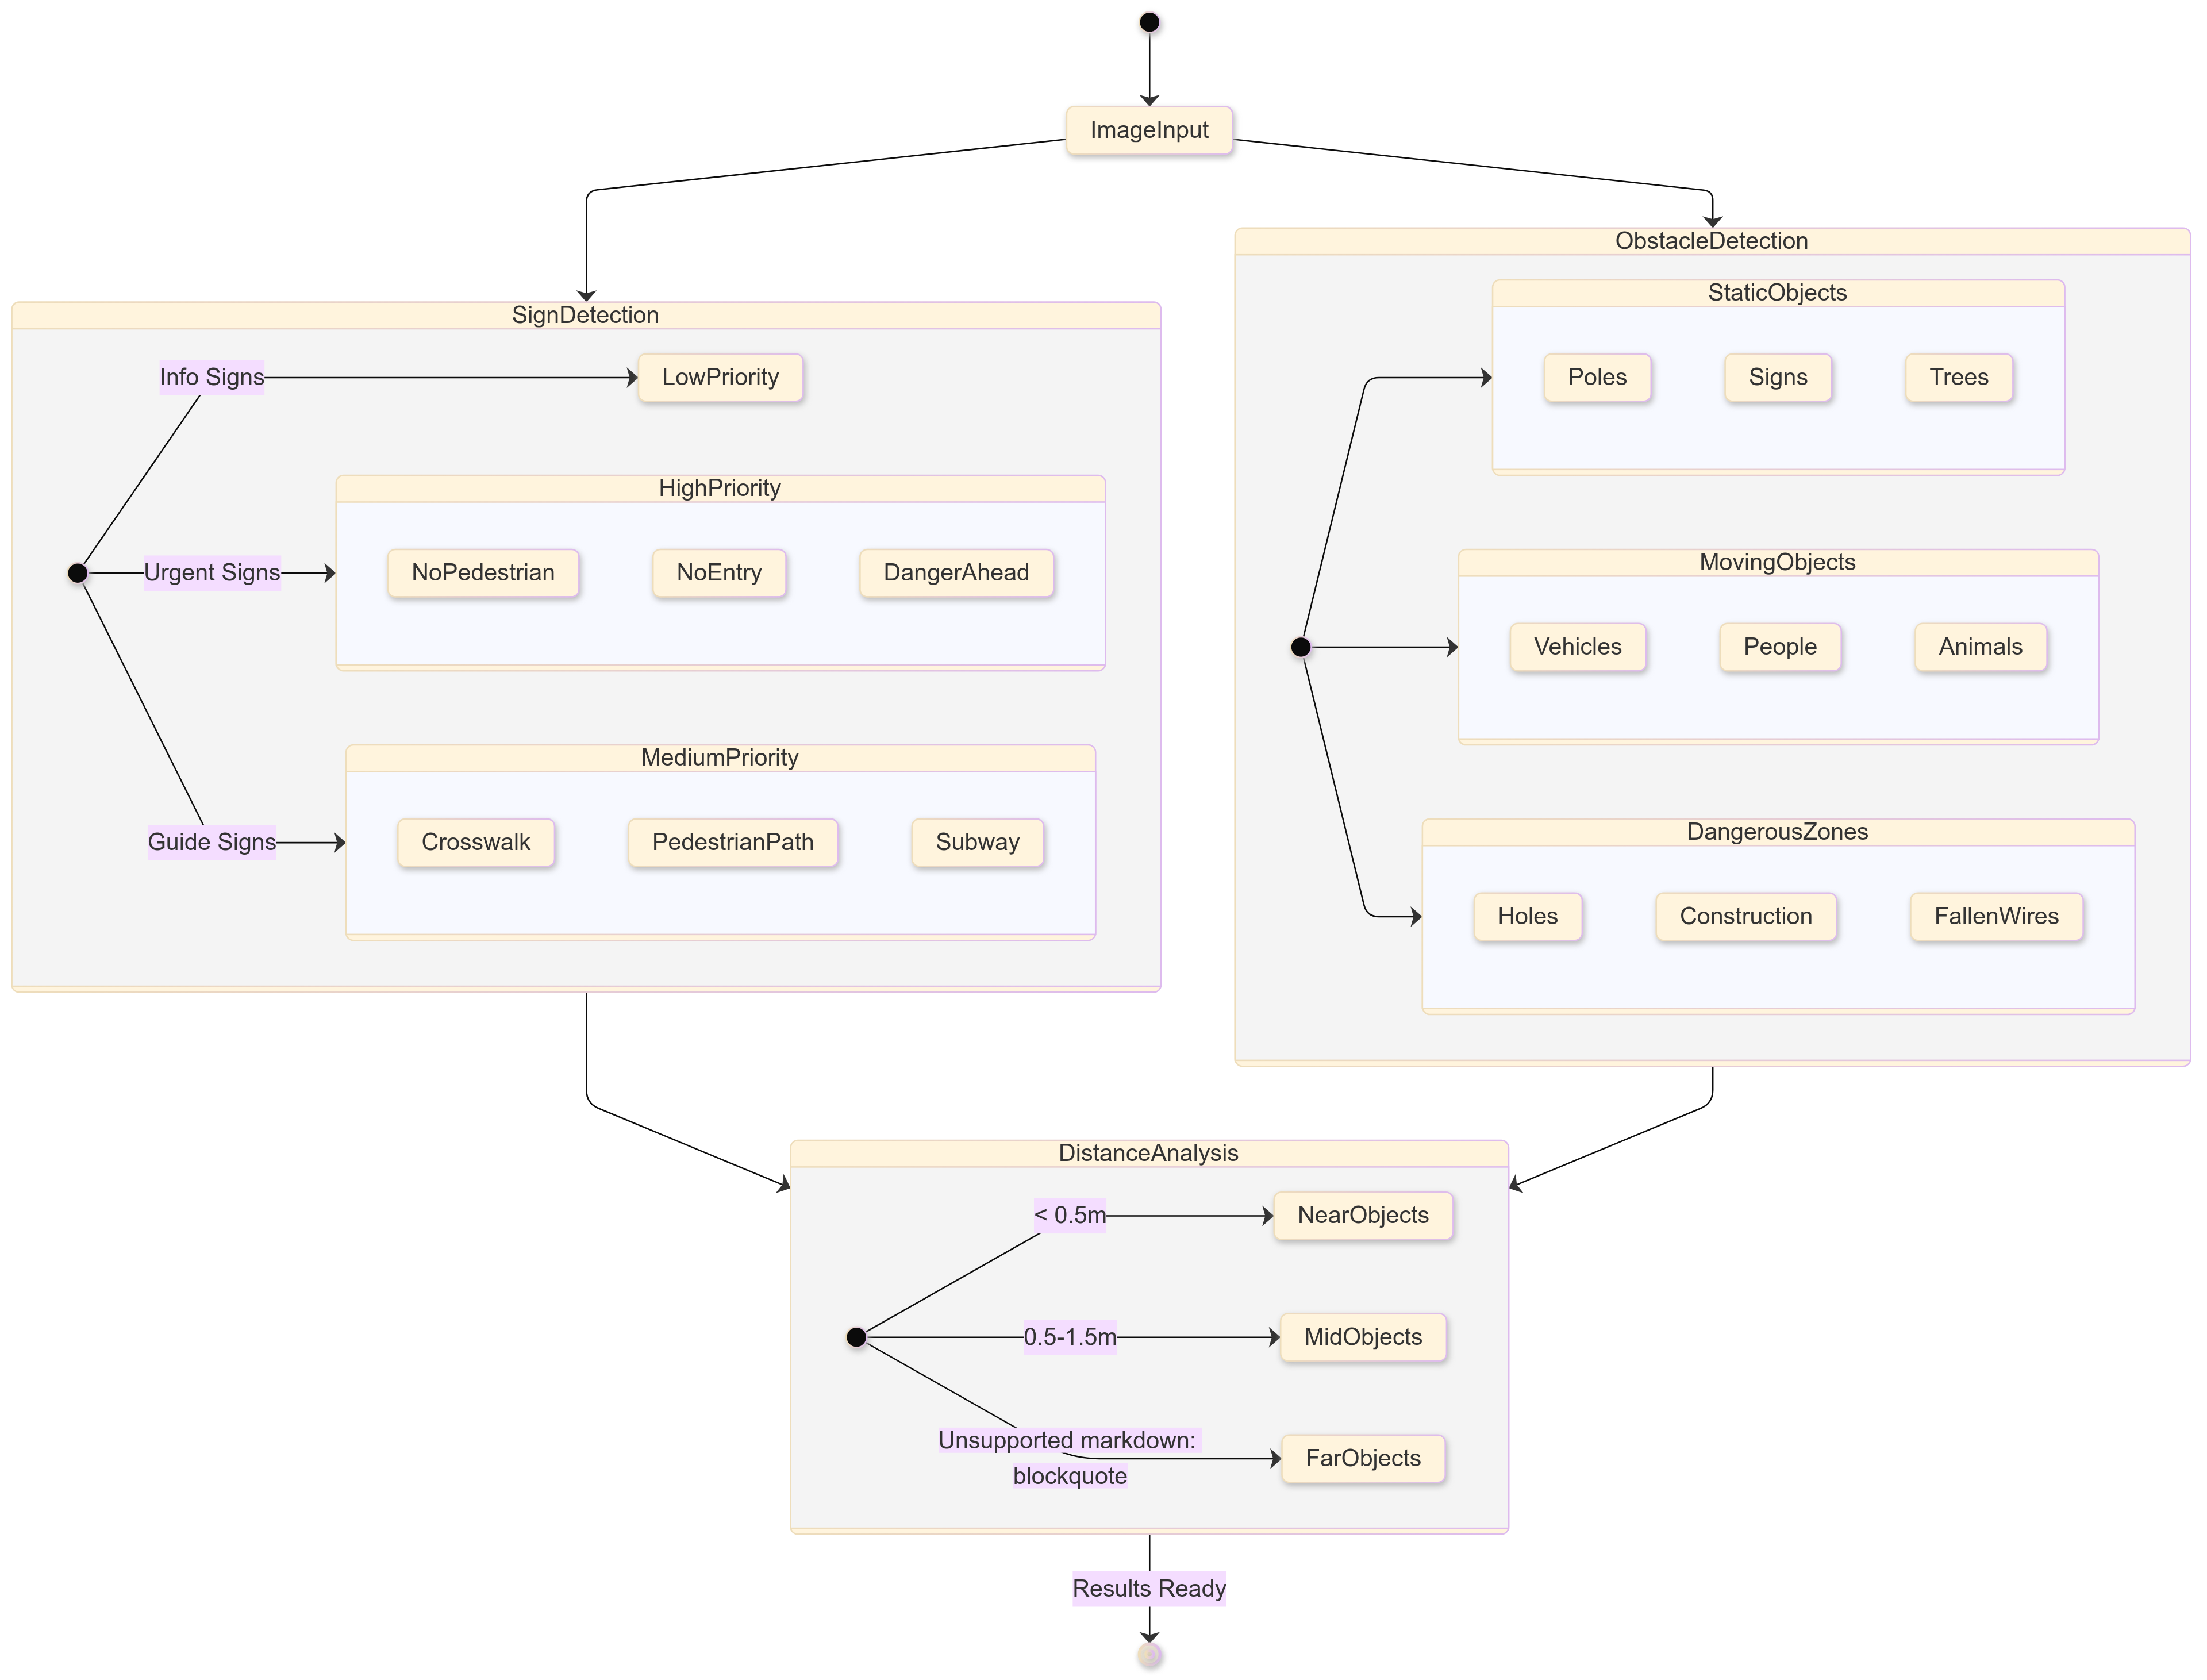 ImageInput
SignDetection
Info Signs
LowPriority
HighPriority
Urgent Signs
NoPedestrian
NoEntry
DangerAhead
MediumPriority
Guide Signs
Crosswalk
PedestrianPath
Subway
ObstacleDetection
StaticObjects
Poles
Signs
Trees
MovingObjects
Vehicles
People
Animals
DangerousZones
Holes
Construction
FallenWires
DistanceAnalysis
< 0.5m
NearObjects
0.5-1.5m
MidObjects
Unsupported markdown:
blockquote
FarObjects
Results Ready